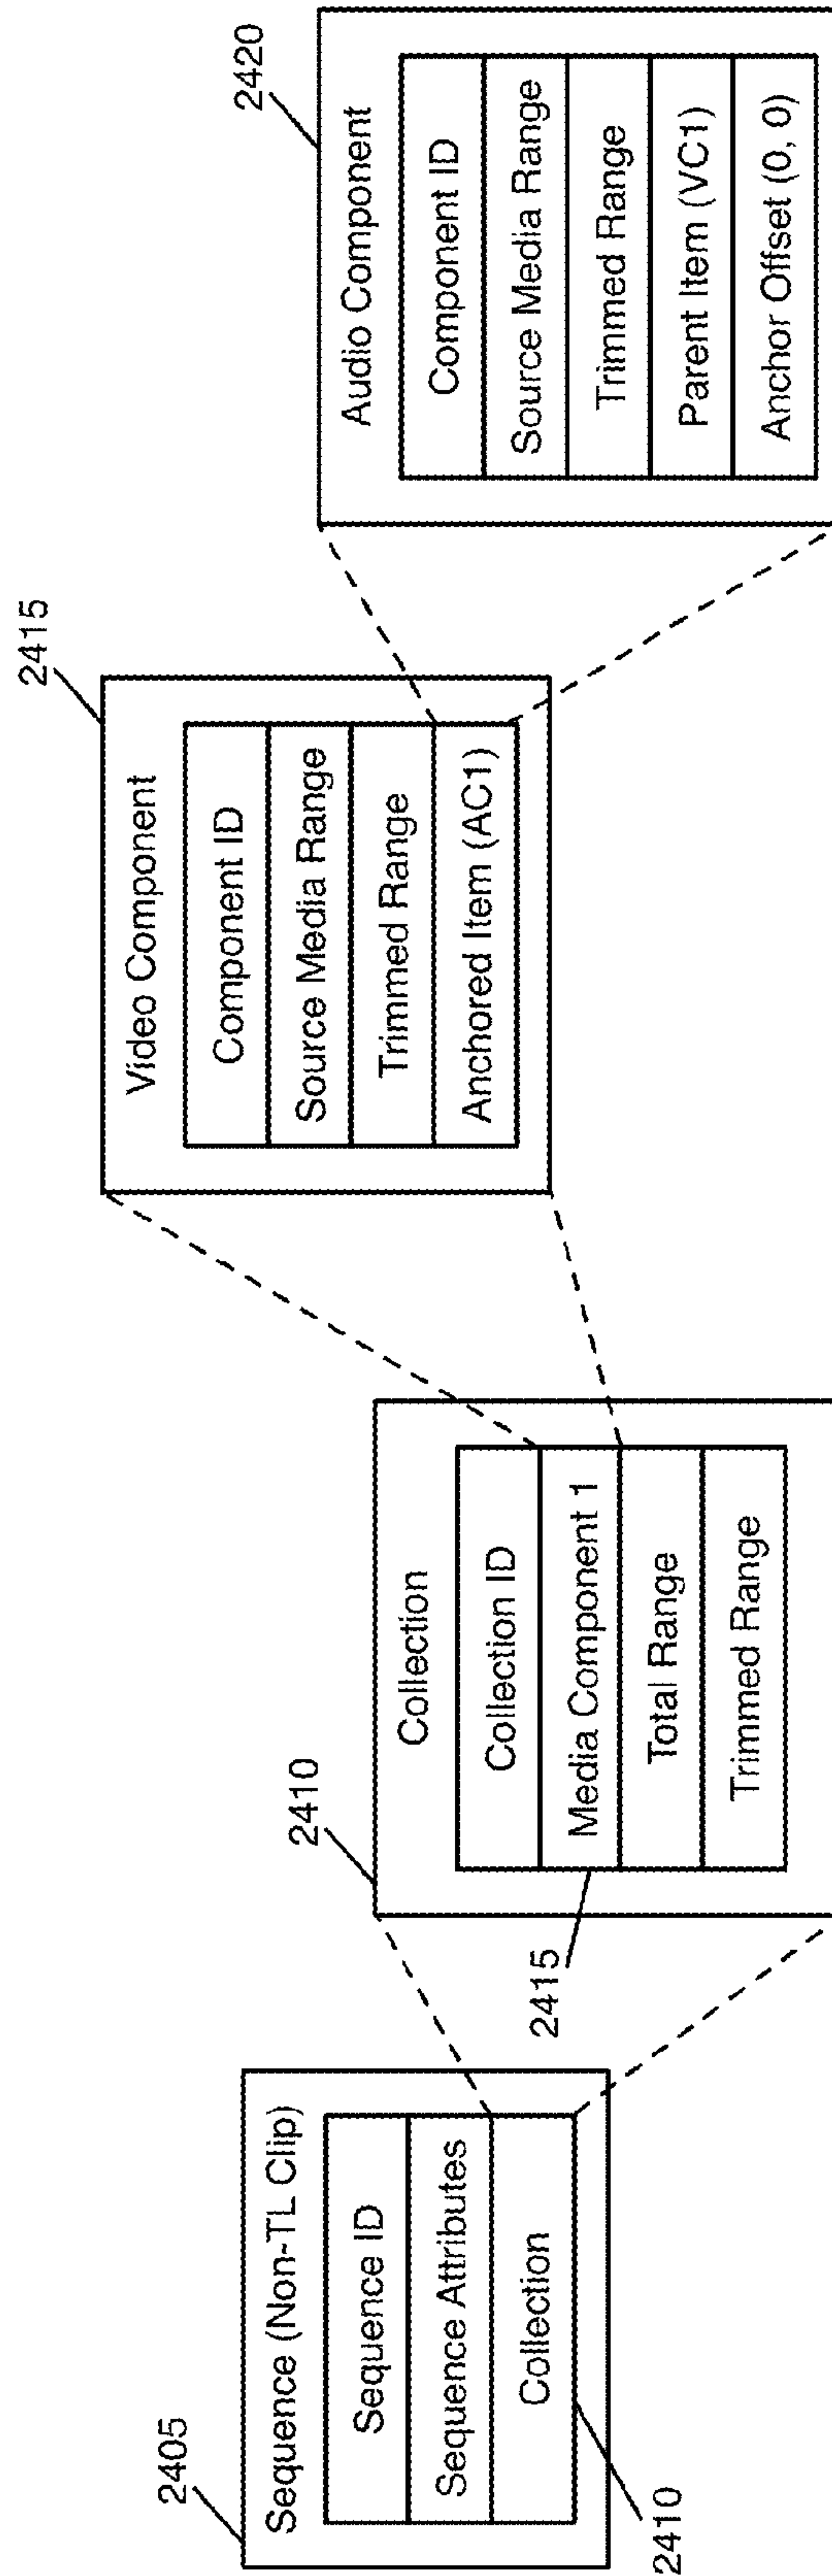 2405
Sequence (Non-TL Clip)
Sequence ID
Sequence Attributes
Collection
2410
2410
Collection
Collection ID
Media Component 1
Total Range
Trimmed Range
2415
2415
Video Component
Component ID
Source Media Range
Trimmed Range
Anchored Item (AC1)
2420
Audio Component
Component ID
Source Media Range
Trimmed Range
Parent Item (VC1)
Anchor Offset (0, 0)